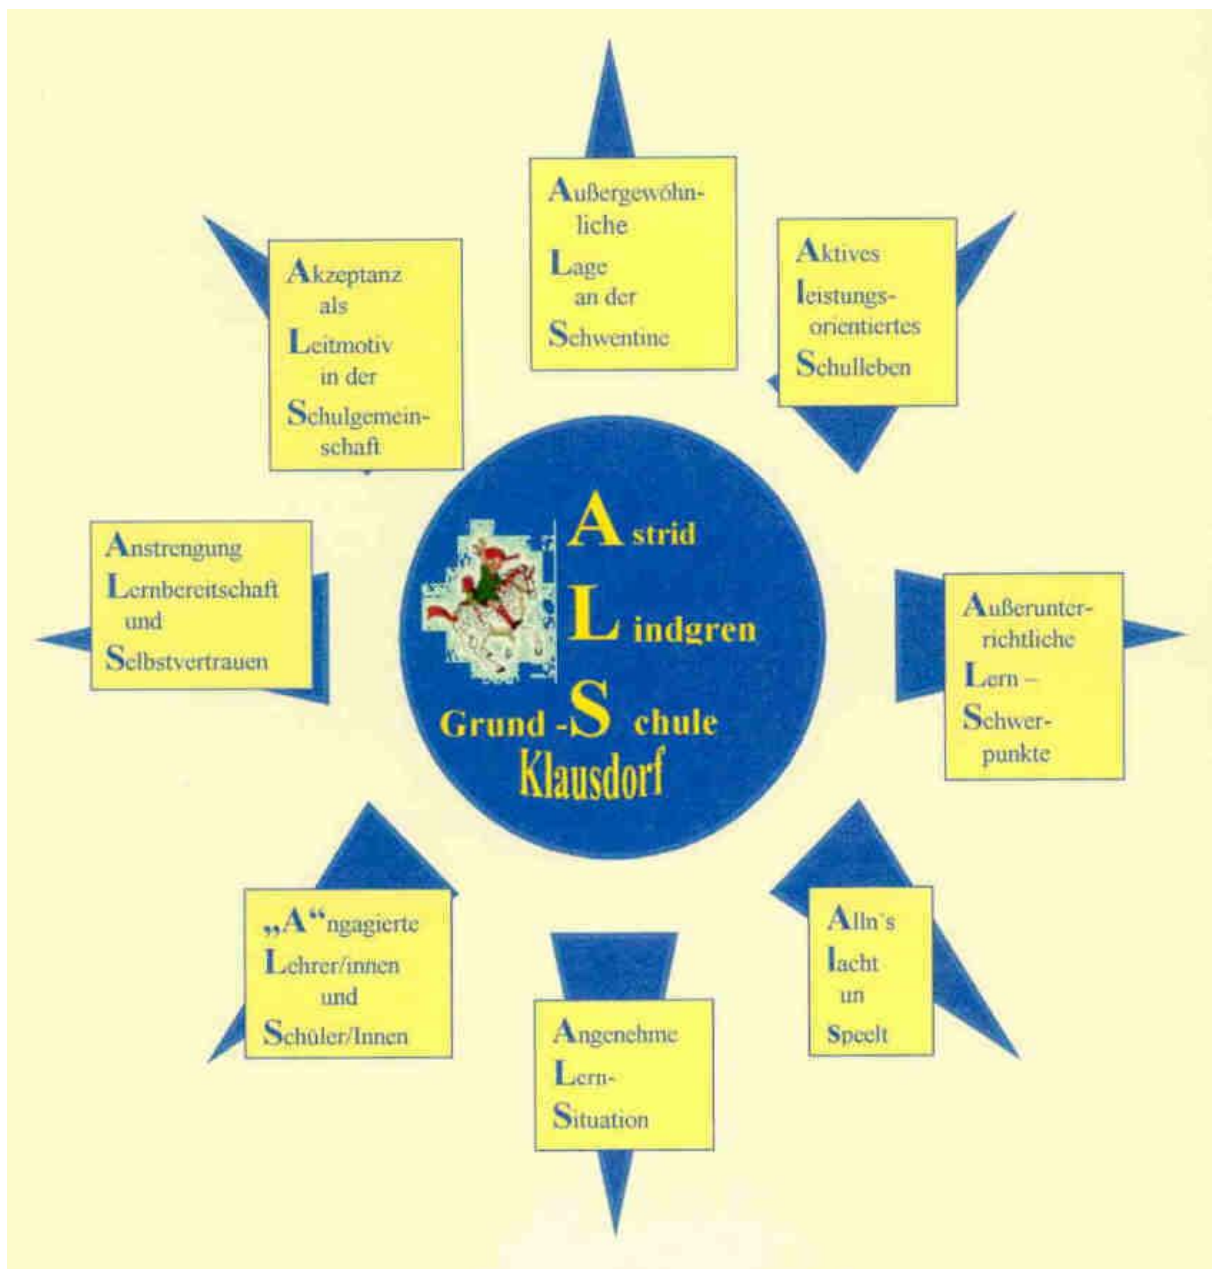 Außergewöhn-
liche
Lage
an der
Schwentine
Aktives
leistungs-
orientiertes
Schulleben
Akzeptanz
als
Leitmotiv
in der
Schulgemein-
schaft
Anstrengung
Lernbereitschaft
und
Selbstvertrauen
Astrid
Lindgren
Grund -Schule
Klausdorf
Außerunter-
richtliche
Lern –
Schwer-
punkte
„A“ngagierte
Lehrer/innen
und
Schüler/Innen
Angenehme
Lern-
Situation
Alln`s
lacht
un
speelt